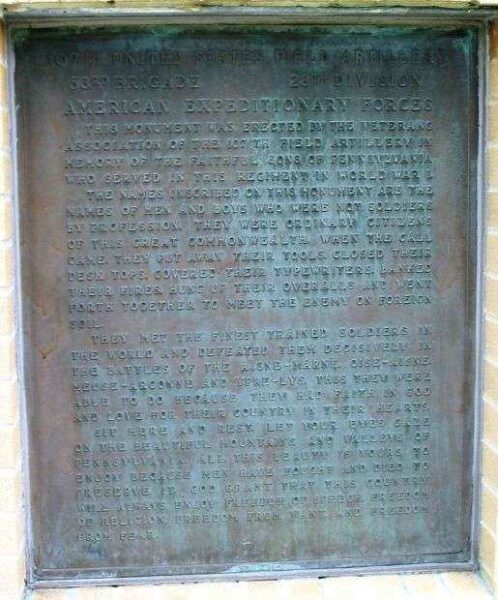 107TH UNITED STATES FIELD ARTILLERY
53RD BRIGADE 28TH DIVISION
AMERICAN EXPEDITIONARY FORCES
THIS MONUMENT WAS ERECTED BY THE VETERANS
ASSOCIATION OF THE 107TH FIELD ARTILLERY IN
MEMORY OF THE FAITHFUL SONS OF PENNSYLVANIA
WHO SERVED IN THIS REGIMENT IN WORLD WAR I.
THE NAMES INSCRIBED ON THIS MONUMENT ARE THE
NAMES OF MEN AND BOYS WHO WERE NOT SOLDIERS
BY PROFESSION. THEY WERE ORDINARY CITIZENS
OF THIS GREAT COMMONWEALTH. WHEN THE CALL
CAME, THEY PUT AWAY THEIR TOOLS, CLOSED THEIR
DESK TOPS, COVERED THEIR TYPEWRITERS, BANKED
THEIR FIRES, HUNG UP THEIR OVERALLS AND WENT
FORTH TOGETHER TO MEET THE ENEMY ON FOREIGN
SOIL.
THEY MET THE FINEST TRAINED SOLDIERS IN
THE WORLD AND DEFEATED THEM DECISIVELY IN
THE BATTLES OF THE AISNE-MARNE, OISE-AISNE,
MEUSE-ARGONNE AND YPRE-LYS. THIS THEY WERE
ABLE TO DO BECAUSE THEY HAD FAITH IN GOD
AND LOVE FOR THEIR COUNTRY IN THEIR HEARTS.
SIT HERE AND REST. LET YOUR EYES GAZE
ON THE BEAUTIFUL MOUNTAINS AND VALLEYS OF
PENNSYLVANIA. ALL THIS BEAUTY IS YOURS TO
ENJOY BECAUSE MEN HAVE FOUGHT AND DIED TO
PRESERVE IT. GOD GRANT THAT THIS COUNTRY
WILL ALWAYS ENJOY FREEDOM OF SPEECH, FREEDOM
OF RELIGION, FREEDOM FROM WANT, AND FREEDOM
FROM FEAR.